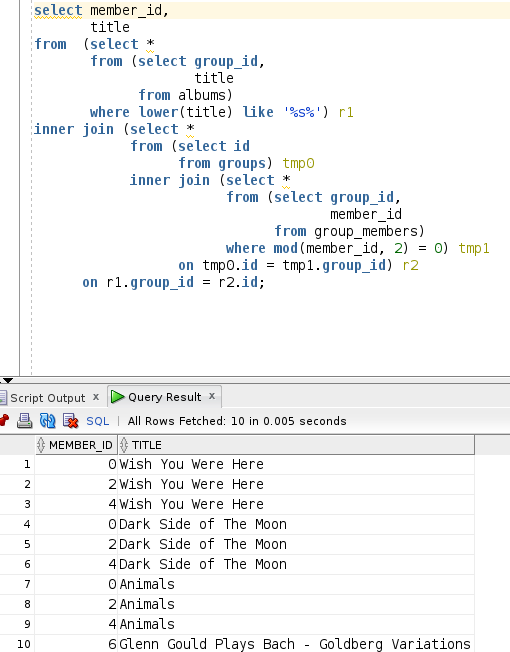 select member_id,
title
from (select *
from (select group_id,
title
from albums)
where lower(title) like '%s%') r1
inner join (select *
from (select id
from groups) tmp0
inner join (select *
from (select group_id,
member_id
from group_members)
where mod(member_id, 2) = 0) tmp1
on tmp0.id = tmp1.group_id) r2
on r1.group_id = r2.id;
Script Output x Query Result x
SQL | All Rows Fetched: 10 in 0.005 seconds
MEMBER_ID TITLE
1 0 Wish You Were Here
2 2 Wish You Were Here
3 4 Wish You Were Here
4 0 Dark Side of The Moon
5 2 Dark Side of The Moon
6 4 Dark Side of The Moon
7 0 Animals
8 2 Animals
9 4 Animals
10 6 Glenn Gould Plays Bach - Goldberg Variations